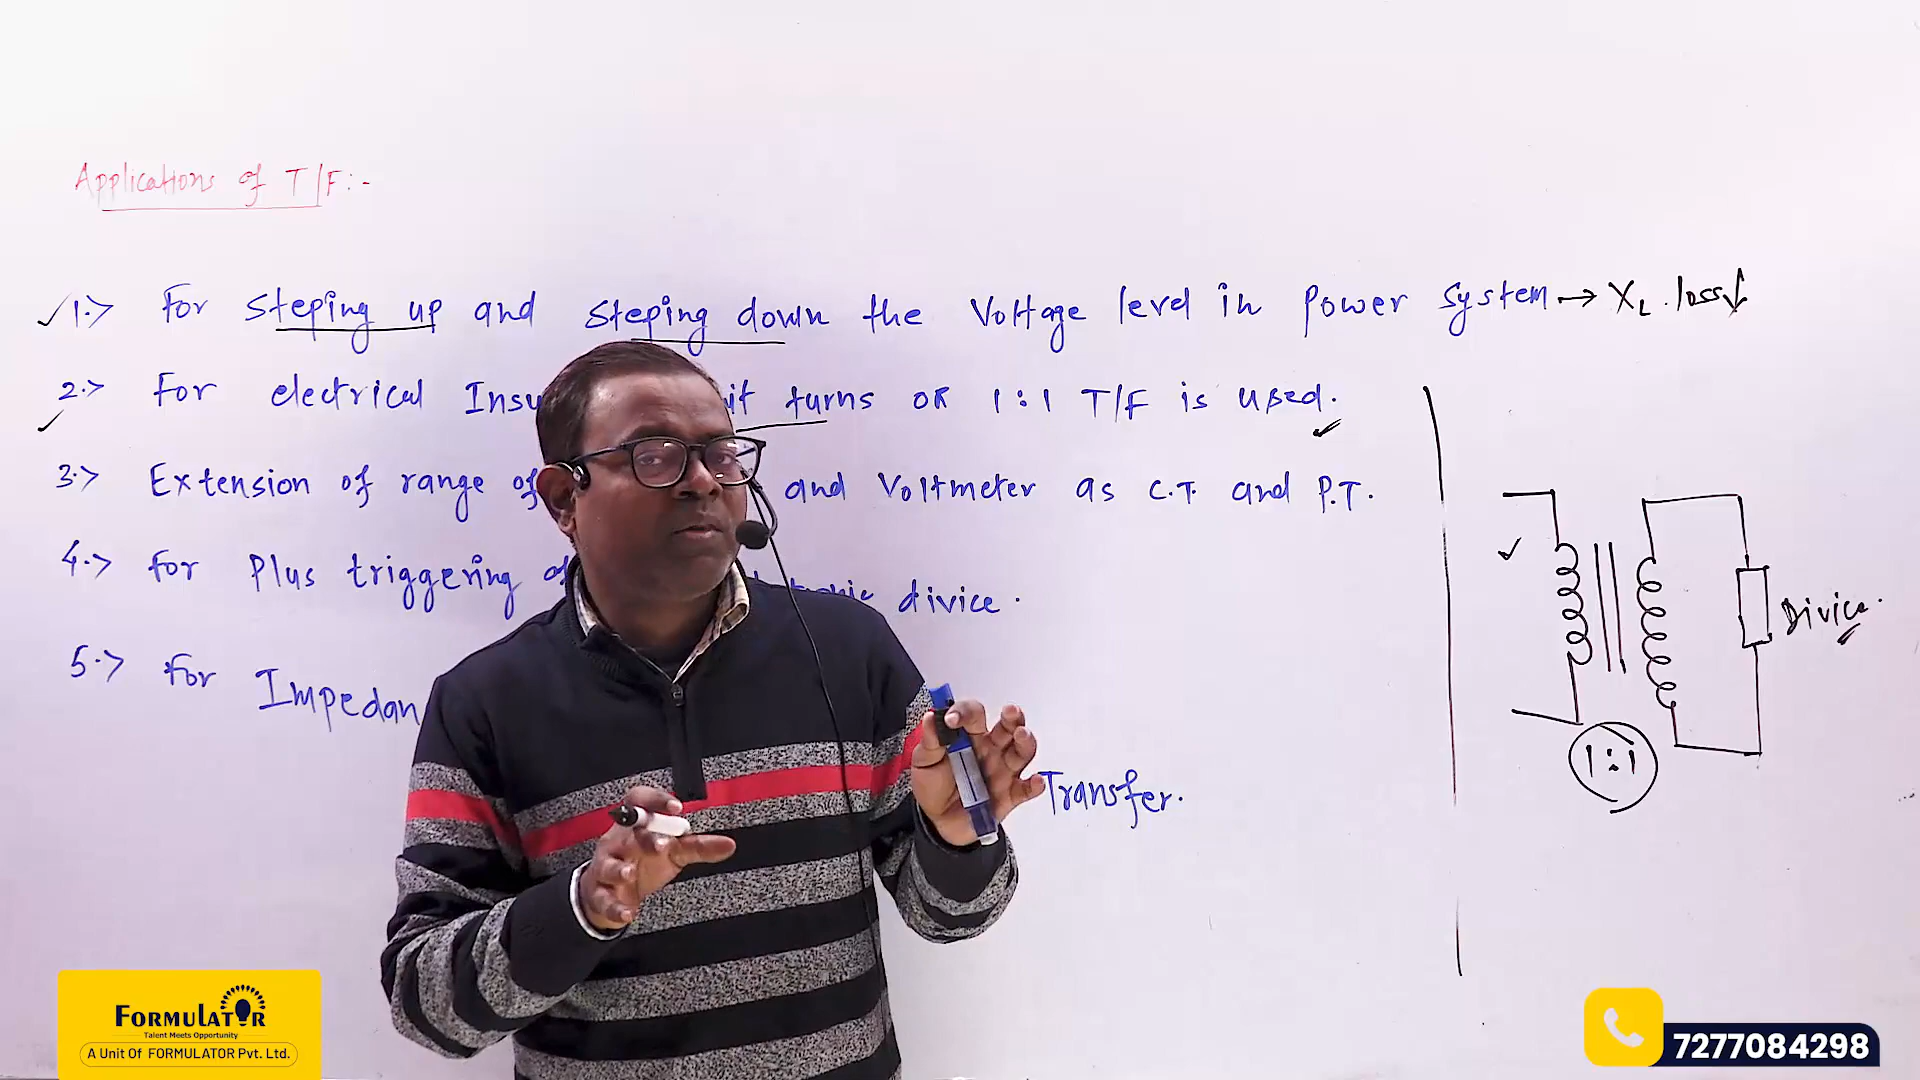 Applications of T/F:-
1.> For steping up and steping down the Voltage level in Power system → XL loss↓
2.> For electrical Insu it turns OR 1:1 T/F is used.
3.> Extension of range of and Voltmeter as C.T. and P.T.
4.> For Plus triggering of onic divice.
5.> For Impedan
Transfer.
Divice.
1:1
FORMULATOR
Talent Meets Opportunity
A Unit Of FORMULATOR Pvt. Ltd.
7277084298